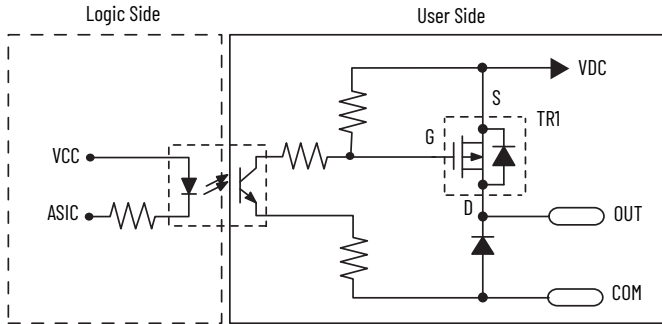 Logic Side
User Side
VDC
S
TR1
G
VCC
ASIC
D
OUT
COM